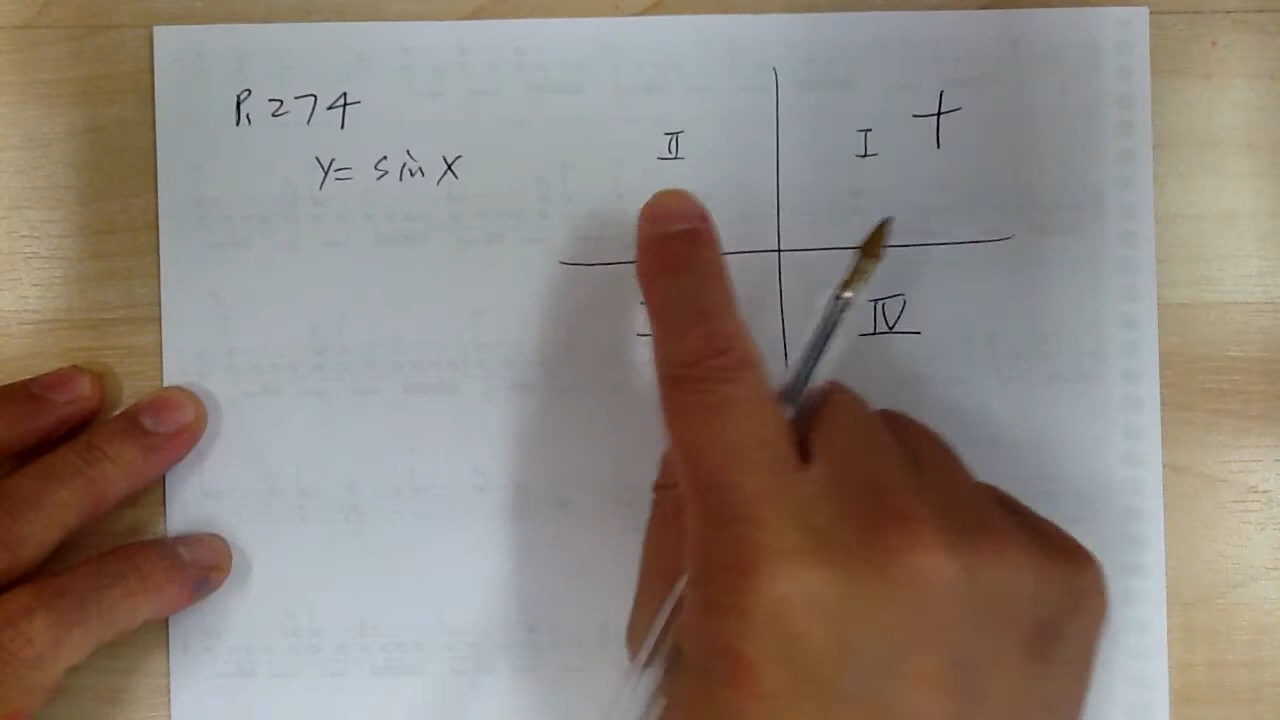 P.274
y= sin x
II
I +
IV